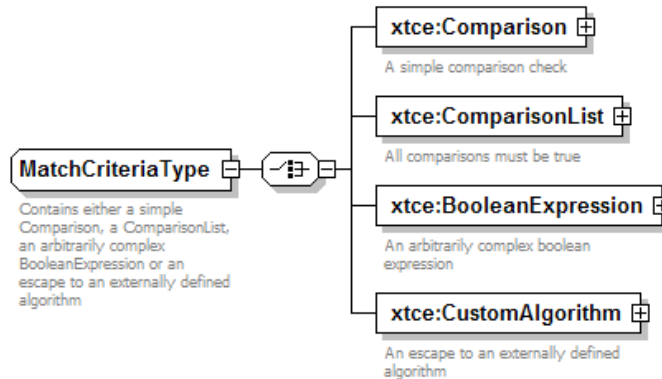 xtce:Comparison
A simple comparison check
xtce:ComparisonList
All comparisons must be true
MatchCriteriaType
Contains either a simple
Comparison, a ComparisonList,
an arbitrarily complex
BooleanExpression or an
escape to an externally defined
algorithm
xtce:BooleanExpression
An arbitrarily complex boolean
expression
xtce:CustomAlgorithm
An escape to an externally defined
algorithm